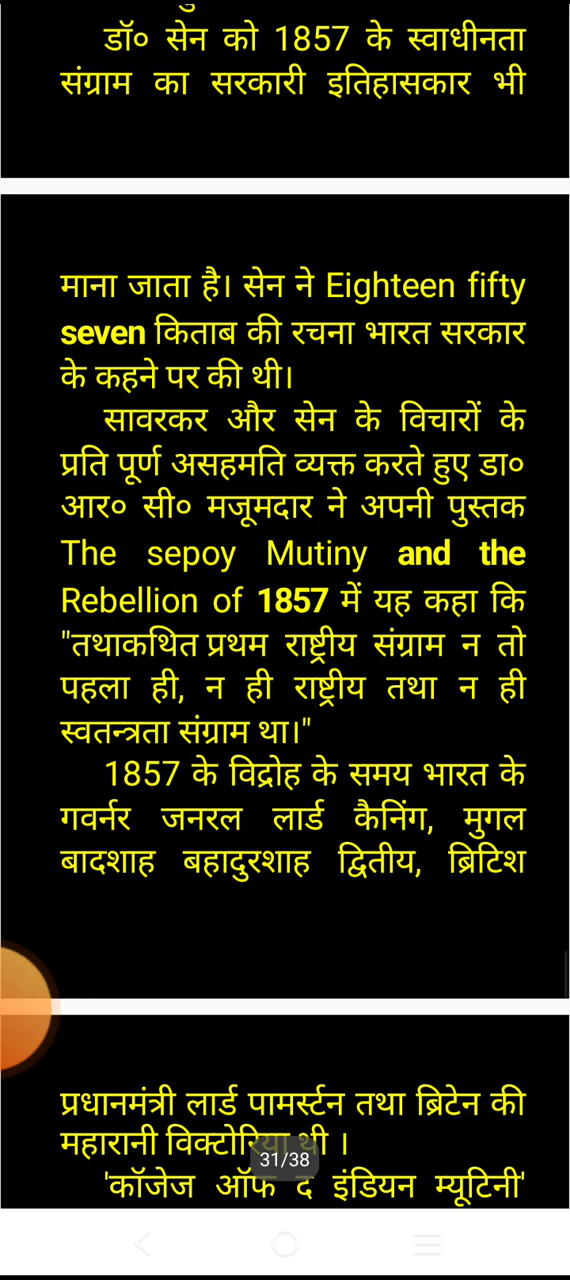 डॉ० सेन को 1857 के स्वाधीनता
संग्राम का सरकारी इतिहासकार भी
माना जाता है। सेन ने Eighteen fifty
seven किताब की रचना भारत सरकार
के कहने पर की थी।
सावरकर और सेन के विचारों के
प्रति पूर्ण असहमति व्यक्त करते हुए डा०
आर० सी० मजूमदार ने अपनी पुस्तक
The sepoy Mutiny and the
Rebellion of 1857 में यह कहा कि
"तथाकथित प्रथम राष्ट्रीय संग्राम न तो
पहला ही, न ही राष्ट्रीय तथा न ही
स्वतन्त्रता संग्राम था।"
1857 के विद्रोह के समय भारत के
गवर्नर जनरल लार्ड कैनिंग, मुगल
बादशाह बहादुरशाह द्वितीय, ब्रिटिश
प्रधानमंत्री लार्ड पामर्स्टन तथा ब्रिटेन की
महारानी विक्टोरिया थी ।
31/38
'कॉजेज ऑफ द इंडियन म्यूटिनी'